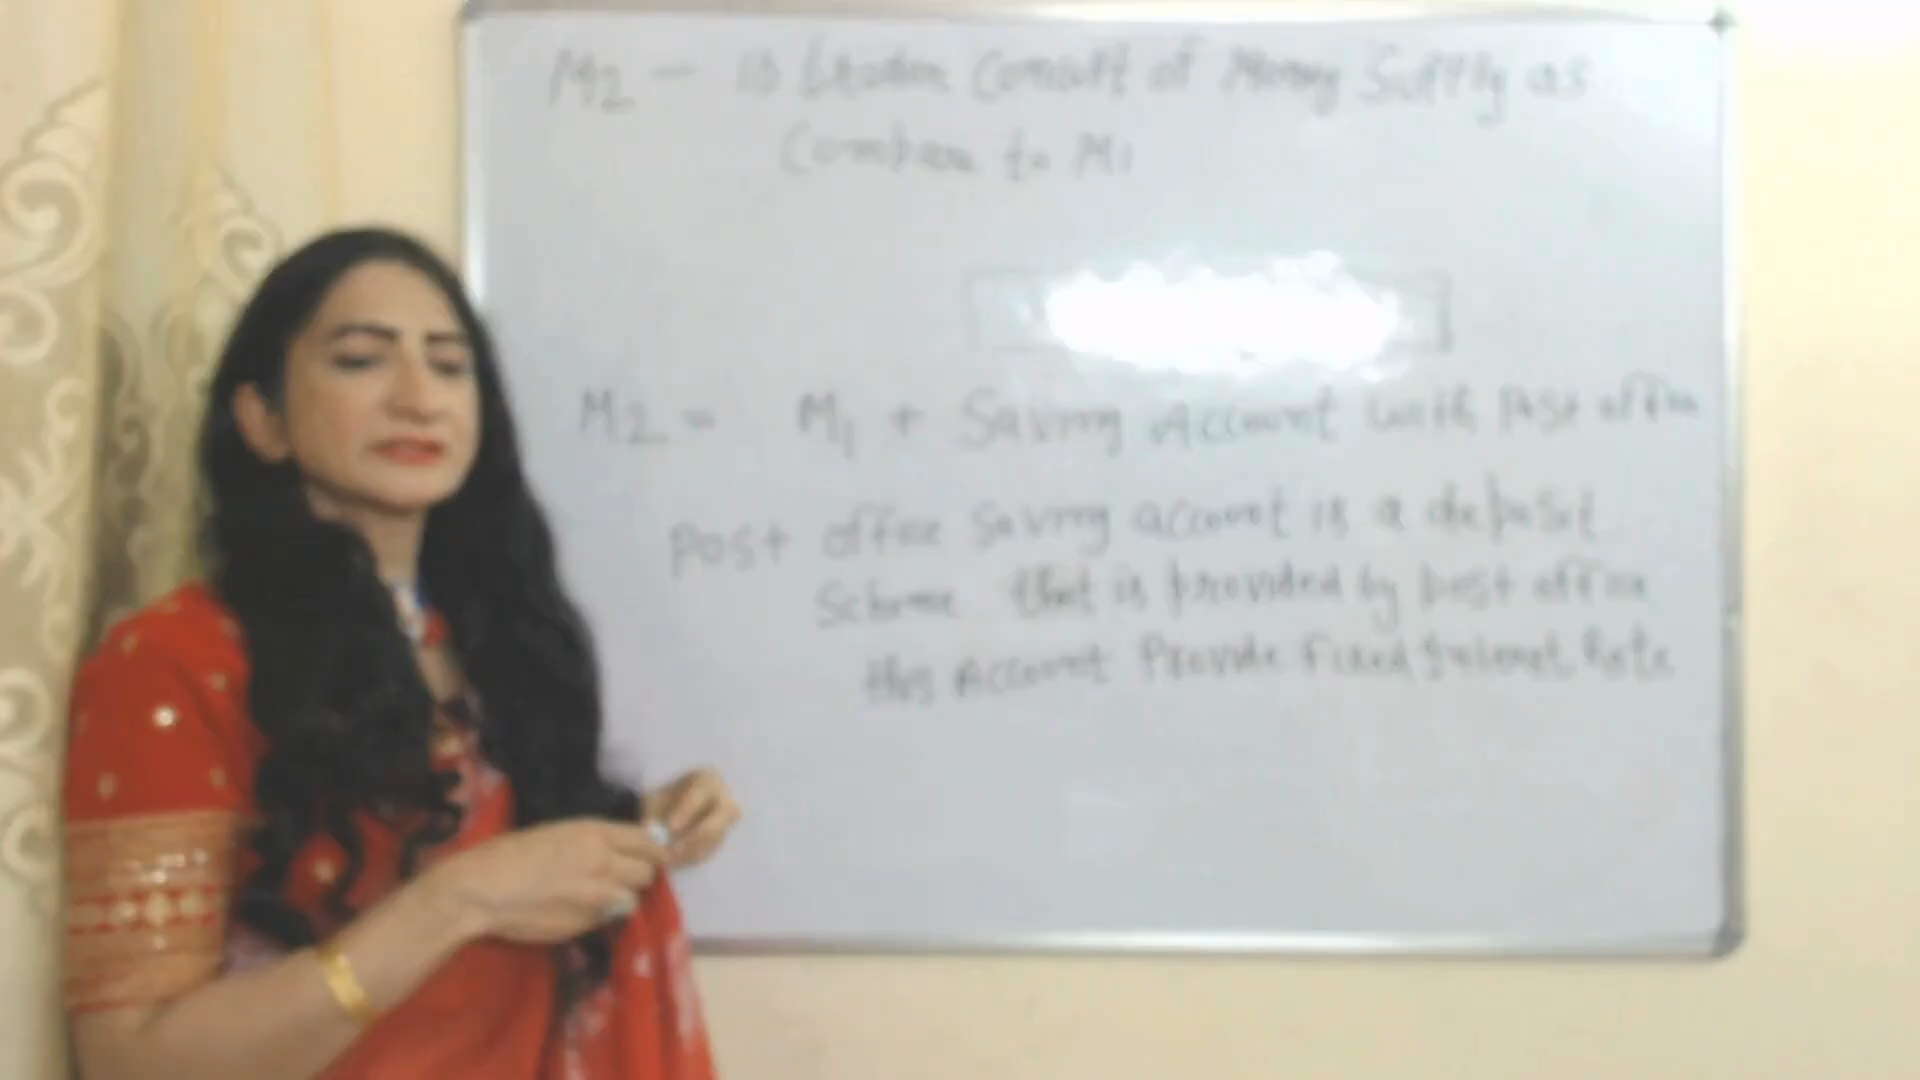 M2 - is broader Concept of Money Supply as
Compare to M1
M2 = M1 + Saving Account with Post office
Post office Saving account is a deposit
Scheme that is provided by post office
this Account Provide Fixed Interest Rate